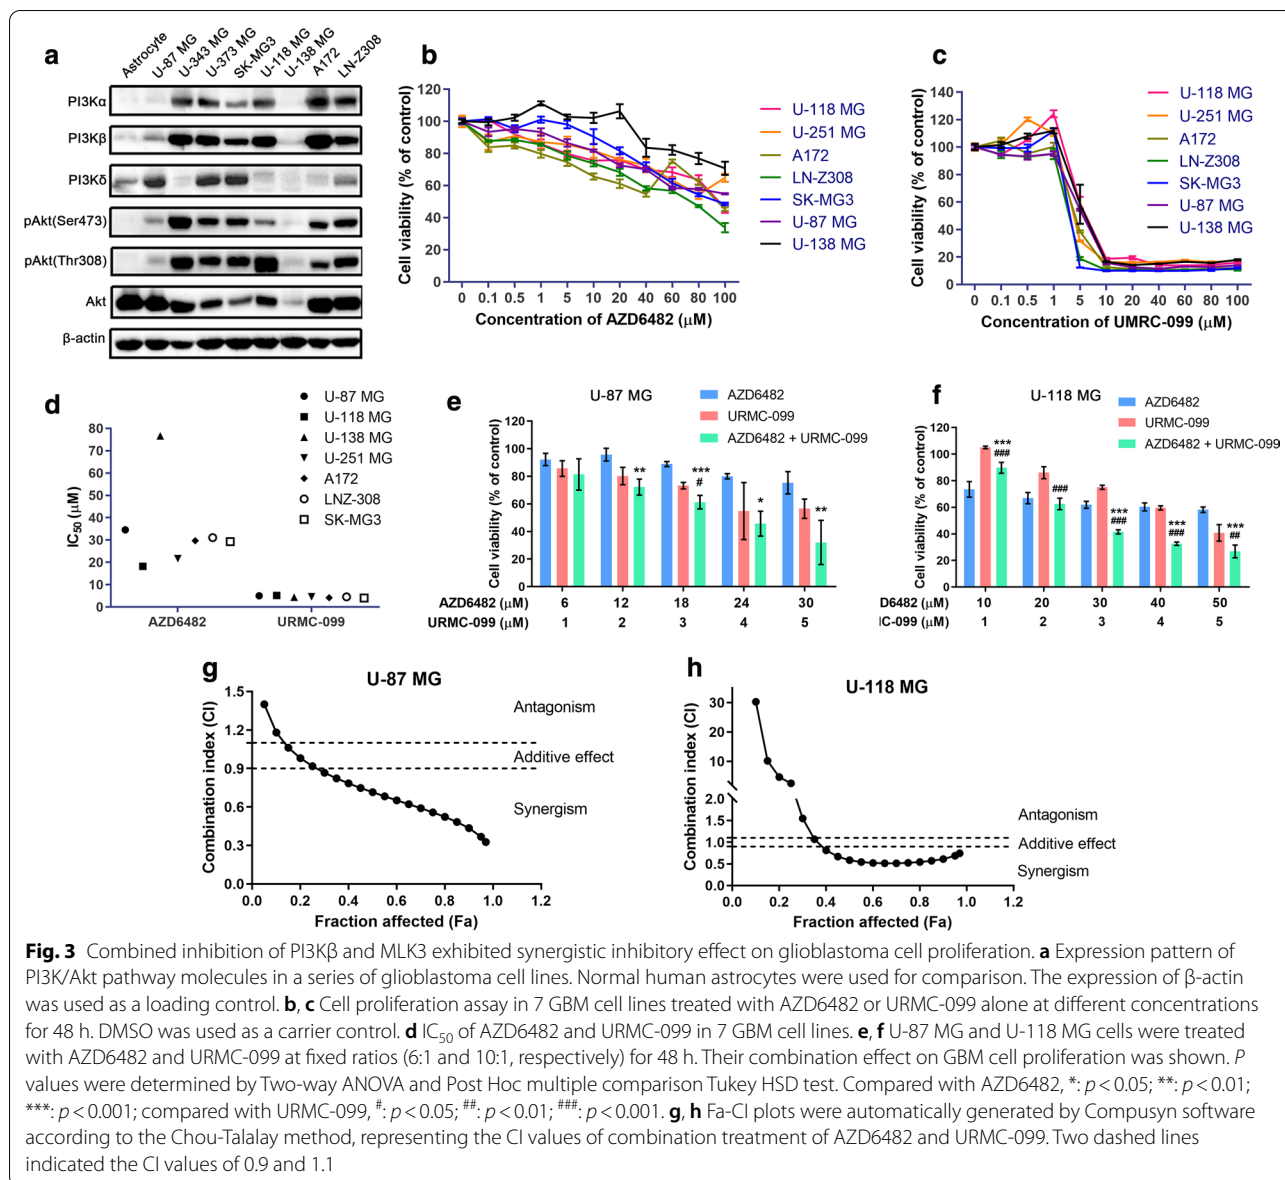 a
Astrocyte
U-87 MG
U-343 MG
U-373 MG
SK-MG3
U-118 MG
U-138 MG
A172
LN-Z308
PI3Kα
PI3Kβ
PI3Kδ
pAkt(Ser473)
pAkt(Thr308)
Akt
β-actin
b
Cell viability (% of control)
120
100
80
60
40
20
0
0 0.1 0.5 1 5 10 20 40 60 80 100
Concentration of AZD6482 (μM)
U-118 MG
U-251 MG
A172
LN-Z308
SK-MG3
U-87 MG
U-138 MG
c
Cell viability (% of control)
140
120
100
80
60
40
20
0
0 0.1 0.5 1 5 10 20 40 60 80 100
Concentration of UMRC-099 (μM)
U-118 MG
U-251 MG
A172
LN-Z308
SK-MG3
U-87 MG
U-138 MG
d
IC50 (μM)
80
70
60
50
40
30
20
10
0
AZD6482 URMC-099
U-87 MG
U-118 MG
U-138 MG
U-251 MG
A172
LNZ-308
SK-MG3
e
U-87 MG
AZD6482
URMC-099
AZD6482 + URMC-099
Cell viability (% of control)
120
100
80
60
40
20
0
**
***
#
*
**
AZD6482 (μM) 6 12 18 24 30
URMC-099 (μM) 1 2 3 4 5
f
U-118 MG
AZD6482
URMC-099
AZD6482 + URMC-099
Cell viability (% of control)
120
100
80
60
40
20
0
***
###
###
***
###
***
###
***
##
D6482 (μM) 10 20 30 40 50
IC-099 (μM) 1 2 3 4 5
g
U-87 MG
Combination index (CI)
1.5
1.2
0.9
0.6
0.3
0.0
Antagonism
Additive effect
Synergism
0.0 0.2 0.4 0.6 0.8 1.0 1.2
Fraction affected (Fa)
h
U-118 MG
Combination index (CI)
30
20
10
2.0
1.5
1.0
0.5
0.0
Antagonism
Additive effect
Synergism
0.0 0.2 0.4 0.6 0.8 1.0 1.2
Fraction affected (Fa)
Fig. 3 Combined inhibition of PI3Kβ and MLK3 exhibited synergistic inhibitory effect on glioblastoma cell proliferation. a Expression pattern of
PI3K/Akt pathway molecules in a series of glioblastoma cell lines. Normal human astrocytes were used for comparison. The expression of β-actin
was used as a loading control. b, c Cell proliferation assay in 7 GBM cell lines treated with AZD6482 or URMC-099 alone at different concentrations
for 48 h. DMSO was used as a carrier control. d IC50 of AZD6482 and URMC-099 in 7 GBM cell lines. e, f U-87 MG and U-118 MG cells were treated
with AZD6482 and URMC-099 at fixed ratios (6:1 and 10:1, respectively) for 48 h. Their combination effect on GBM cell proliferation was shown. P
values were determined by Two-way ANOVA and Post Hoc multiple comparison Tukey HSD test. Compared with AZD6482, *: p < 0.05; **: p < 0.01;
***: p < 0.001; compared with URMC-099, #: p < 0.05; ##: p < 0.01; ###: p < 0.001. g, h Fa-CI plots were automatically generated by Compusyn software
according to the Chou-Talalay method, representing the CI values of combination treatment of AZD6482 and URMC-099. Two dashed lines
indicated the CI values of 0.9 and 1.1